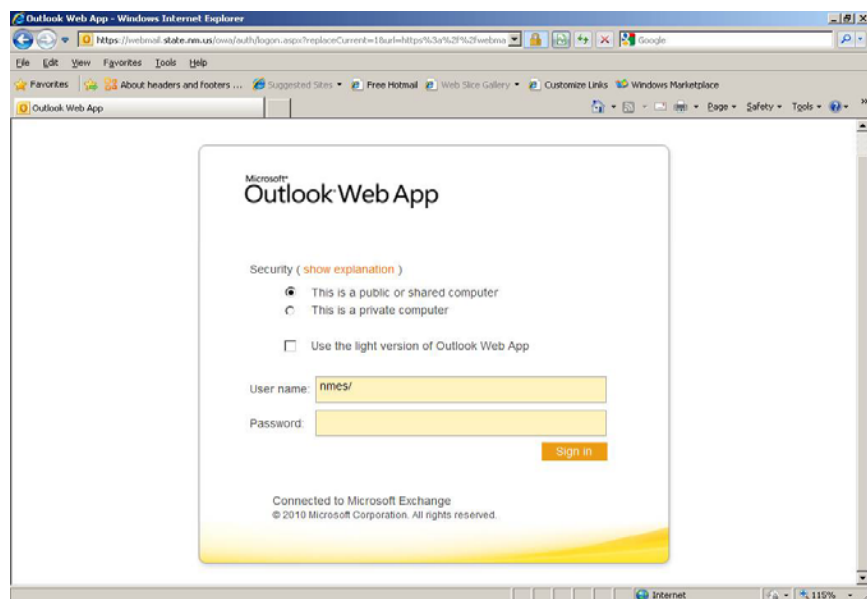 Outlook Web App - Windows Internet Explorer
https://webmail.state.nm.us/owa/auth/logon.aspx?replaceCurrent=1&url=https%3a%2f%2fwebma
Google
File Edit View Favorites Tools Help
Favorites About headers and footers ... Suggested Sites Free Hotmail Web Slice Gallery Customize Links Windows Marketplace
Outlook Web App
Page Safety Tools
Microsoft
Outlook Web App
Security ( show explanation )
This is a public or shared computer
This is a private computer
Use the light version of Outlook Web App
User name: nmes/
Password:
Sign in
Connected to Microsoft Exchange
© 2010 Microsoft Corporation. All rights reserved.
Internet 115%